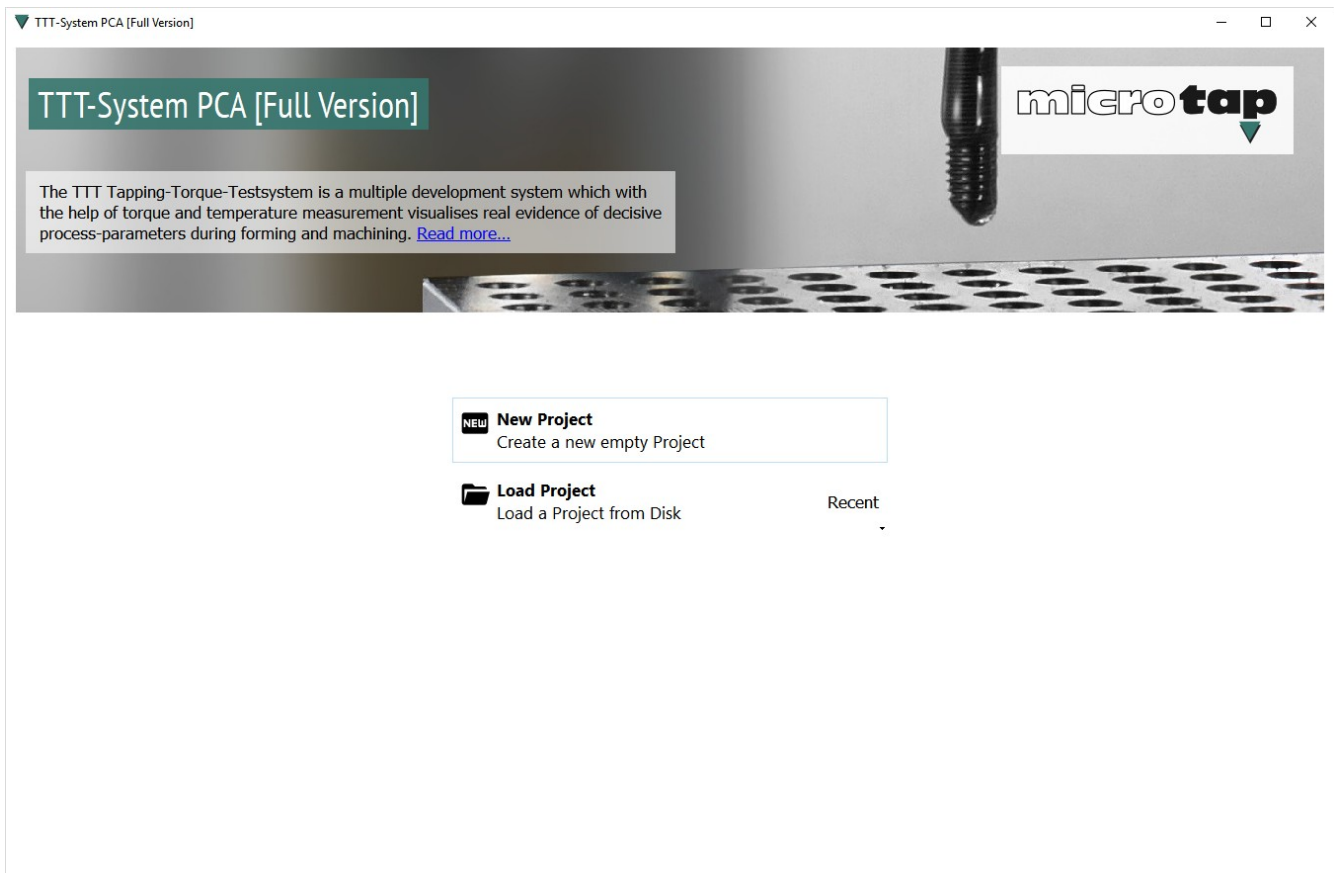 TTT-System PCA [Full Version]
TTT-System PCA [Full Version]
microtap
The TTT Tapping-Torque-Testsystem is a multiple development system which with
the help of torque and temperature measurement visualises real evidence of decisive
process-parameters during forming and machining. Read more...
NEW
New Project
Create a new empty Project
Load Project
Load a Project from Disk
Recent